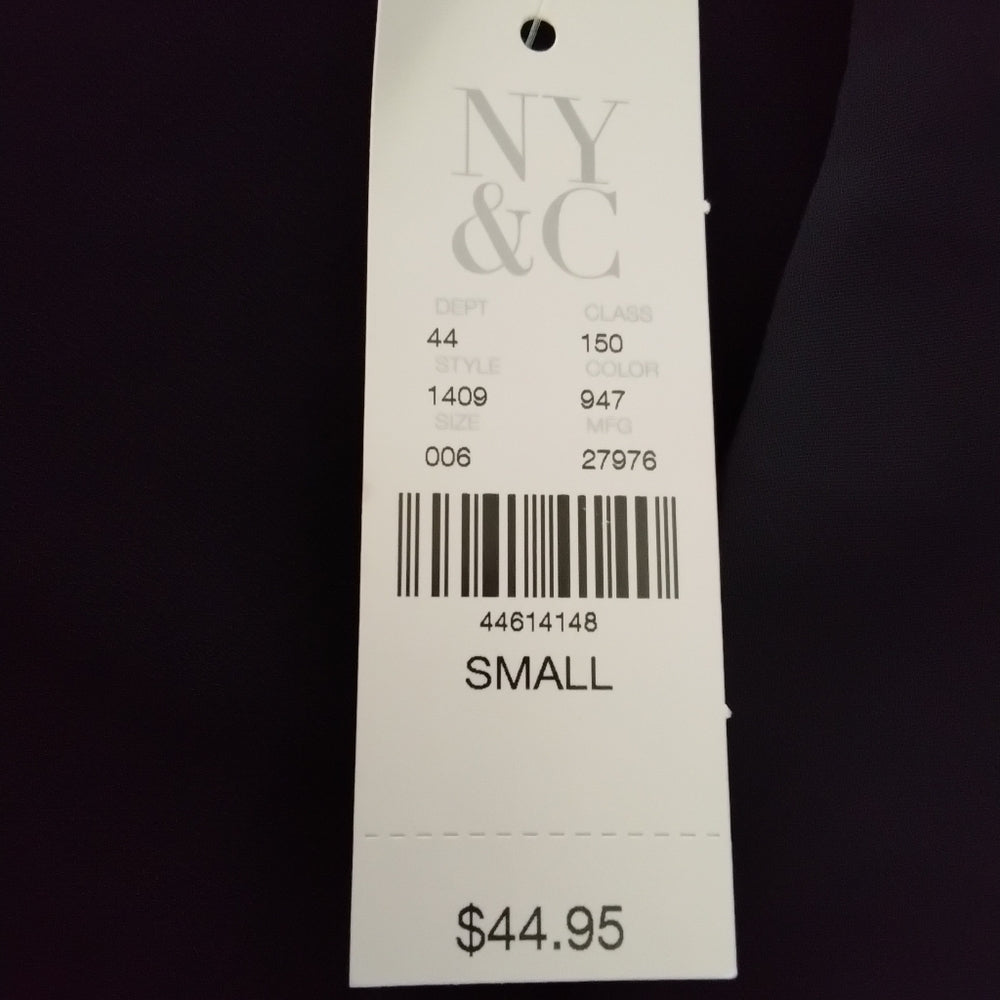 NY
&C
DEPT CLASS
44 150
STYLE COLOR
1409 947
SIZE MFG
006 27976
44614148
SMALL
$44.95